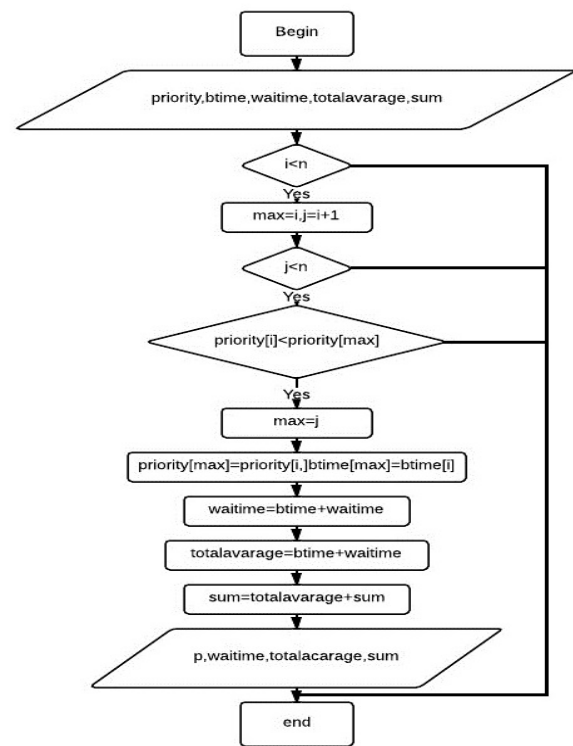 Begin
priority,btime,waitime,totalavarage,sum
i<n
Yes
max=i,j=i+1
j<n
Yes
priority[i]<priority[max]
Yes
max=j
priority[max]=priority[i,]btime[max]=btime[i]
waitime=btime+waitime
totalavarage=btime+waitime
sum=totalavarage+sum
p,waitime,totalacarage,sum
end